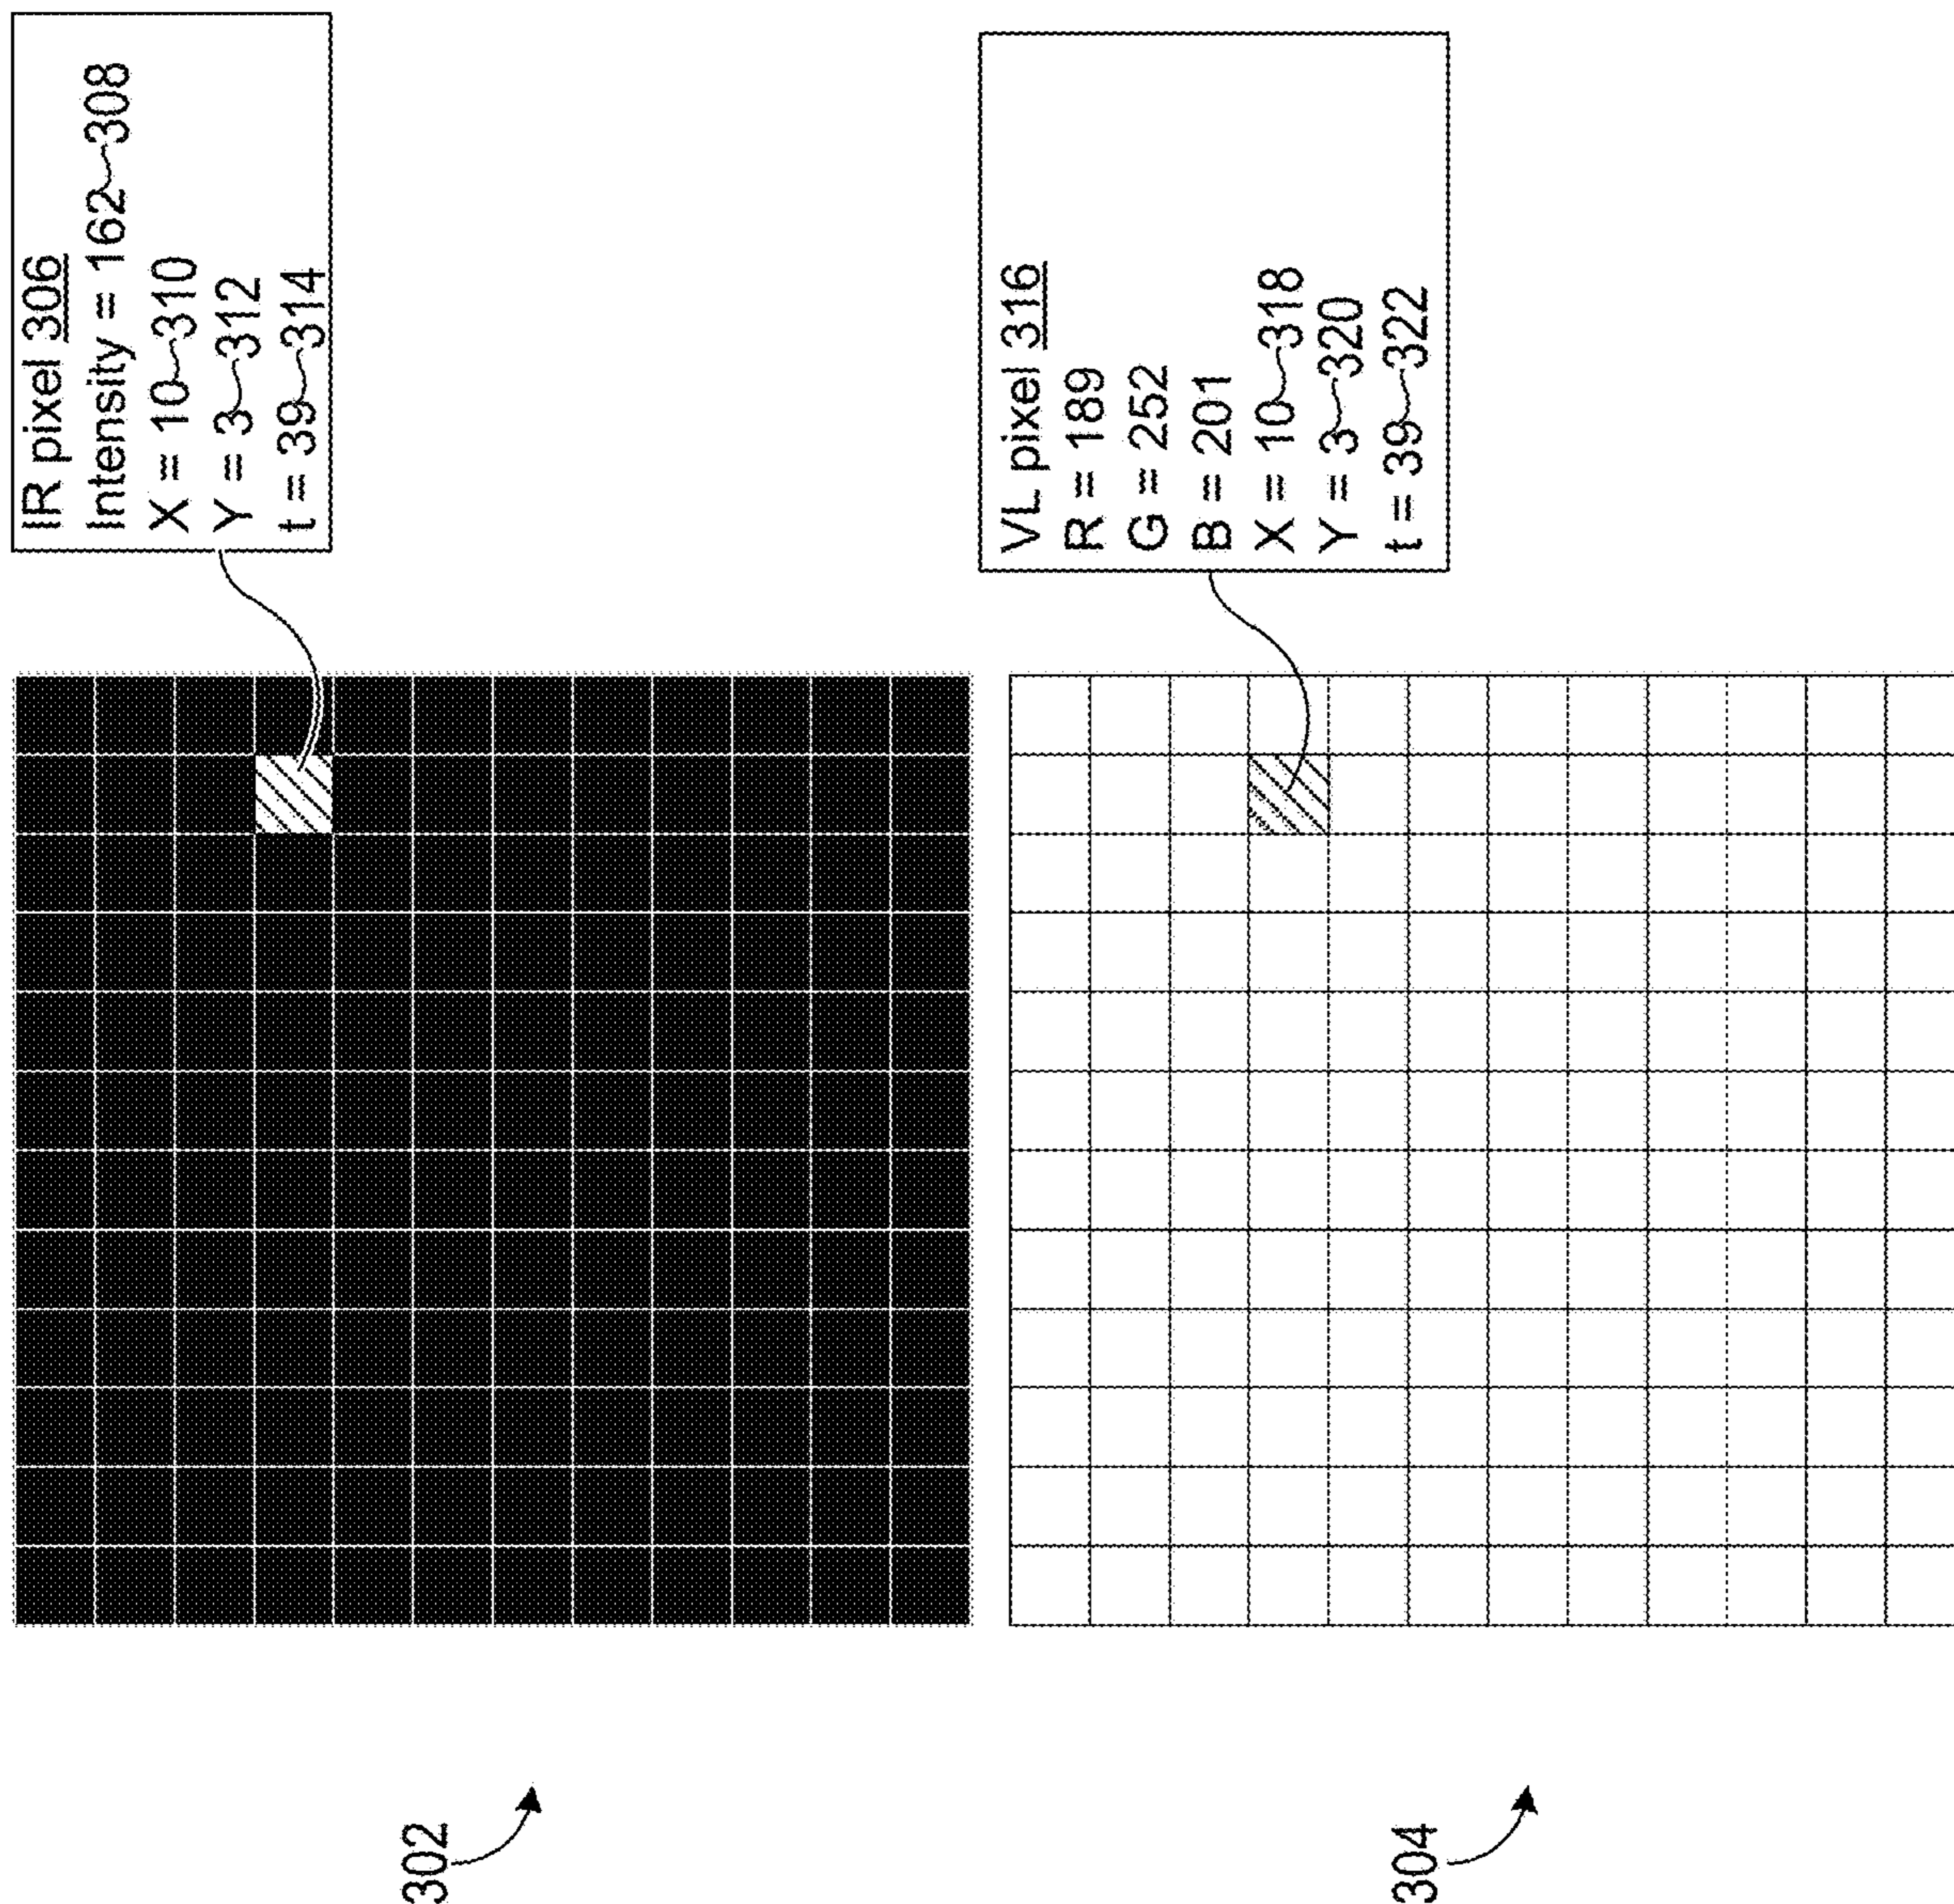 IR pixel 306
Intensity = 162~308
X = 10~310
Y = 3~312
t = 39~314
302
VL pixel 316
R = 189
G = 252
B = 201
X = 10~318
Y = 3~320
t = 39~322
304